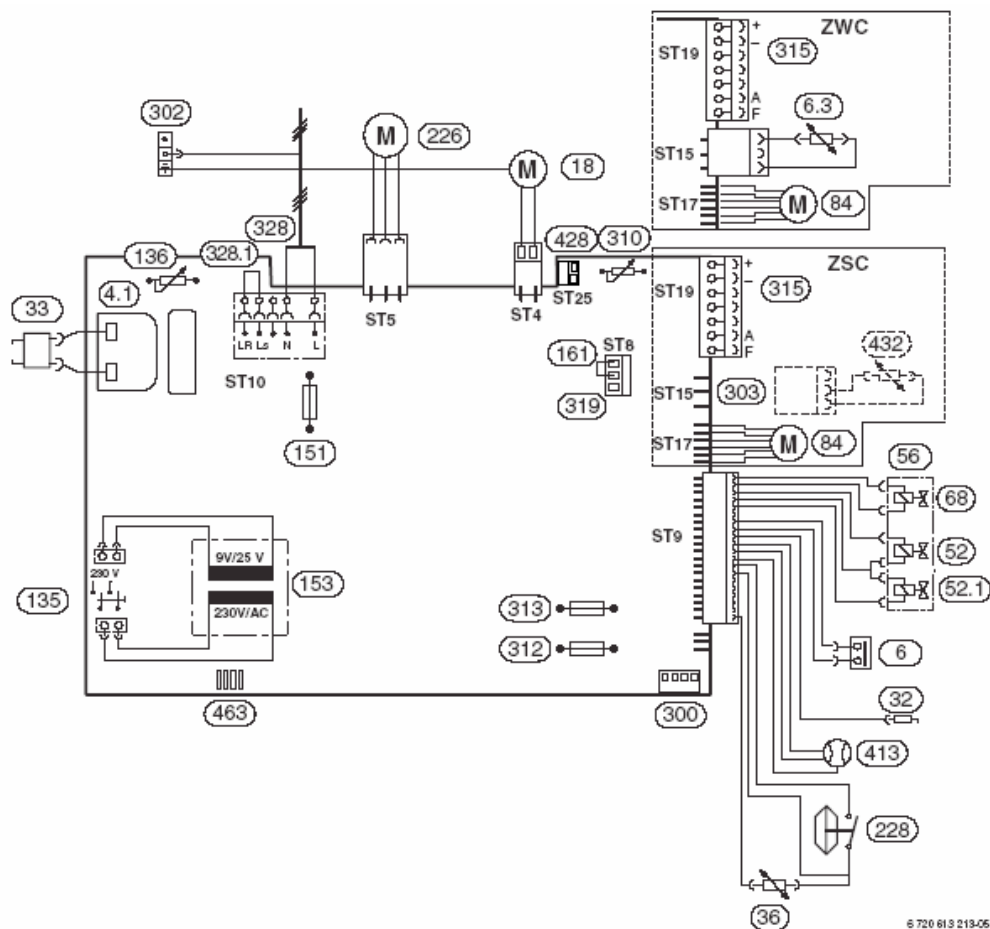 ZWC
+
ST19
−
315
A
F
6.3
ST15
ST17
M
84
302
M
226
M
18
328
428
310
328.1
136
33
4.1
ST25
ST5
ST4
LR
Ls
N
L
ST10
151
161
ST8
319
ZSC
+
ST19
−
315
A
F
432
ST15
303
ST17
M
84
56
68
ST9
52
52.1
9V/25 V
230 V
153
135
230V/AC
313
312
6
463
300
32
413
228
36
6 720 613 213-05